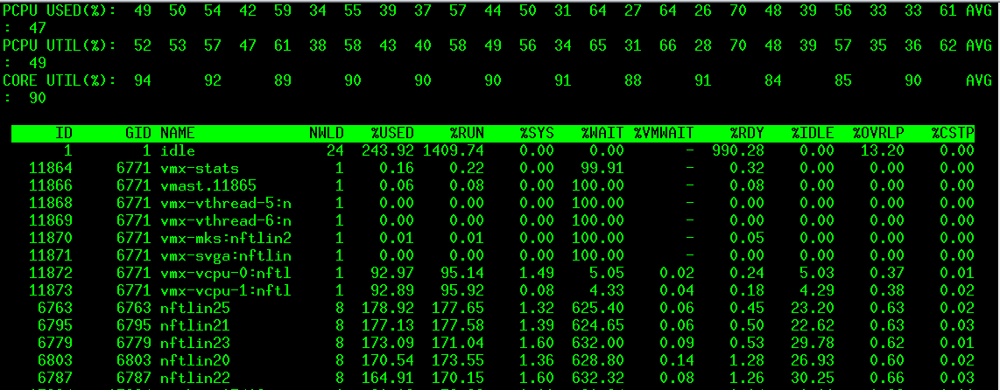 PCPU USED(%): 49 50 54 42 59 34 55 39 37 57 44 50 31 64 27 64 26 70 48 39 56 33 33 61 AVG
: 47
PCPU UTIL(%): 52 53 57 47 61 38 58 43 40 58 49 56 34 65 31 66 28 70 48 39 57 35 36 62 AVG
: 49
CORE UTIL(%): 94 92 89 90 90 90 91 88 91 84 85 90 AVG
: 90
ID GID NAME NWLD %USED %RUN %SYS %WAIT %VMWAIT %RDY %IDLE %OVRLP %CSTP
1 1 idle 24 243.92 1409.74 0.00 0.00 - 990.28 0.00 13.20 0.00
11864 6771 vmx-stats 1 0.16 0.22 0.00 99.91 - 0.32 0.00 0.00 0.00
11866 6771 vmast.11865 1 0.06 0.08 0.00 100.00 - 0.08 0.00 0.00 0.00
11868 6771 vmx-vthread-5:n 1 0.00 0.00 0.00 100.00 - 0.00 0.00 0.00 0.00
11869 6771 vmx-vthread-6:n 1 0.00 0.00 0.00 100.00 - 0.00 0.00 0.00 0.00
11870 6771 vmx-mks:nftlin2 1 0.01 0.01 0.00 100.00 - 0.05 0.00 0.00 0.00
11871 6771 vmx-svga:nftlin 1 0.00 0.00 0.00 100.00 - 0.00 0.00 0.00 0.00
11872 6771 vmx-vcpu-0:nftl 1 92.97 95.14 1.49 5.05 0.02 0.24 5.03 0.37 0.01
11873 6771 vmx-vcpu-1:nftl 1 92.89 95.92 0.08 4.33 0.04 0.18 4.29 0.38 0.02
6763 6763 nftlin25 8 178.92 177.65 1.32 625.40 0.06 0.45 23.20 0.63 0.02
6795 6795 nftlin21 8 177.13 177.58 1.39 624.65 0.06 0.50 22.62 0.63 0.03
6779 6779 nftlin23 8 173.09 171.04 1.60 632.00 0.09 0.53 29.78 0.62 0.01
6803 6803 nftlin20 8 170.54 173.55 1.36 628.80 0.14 1.28 26.93 0.60 0.02
6787 6787 nftlin22 8 164.91 170.15 1.60 632.32 0.08 1.26 30.25 0.66 0.03